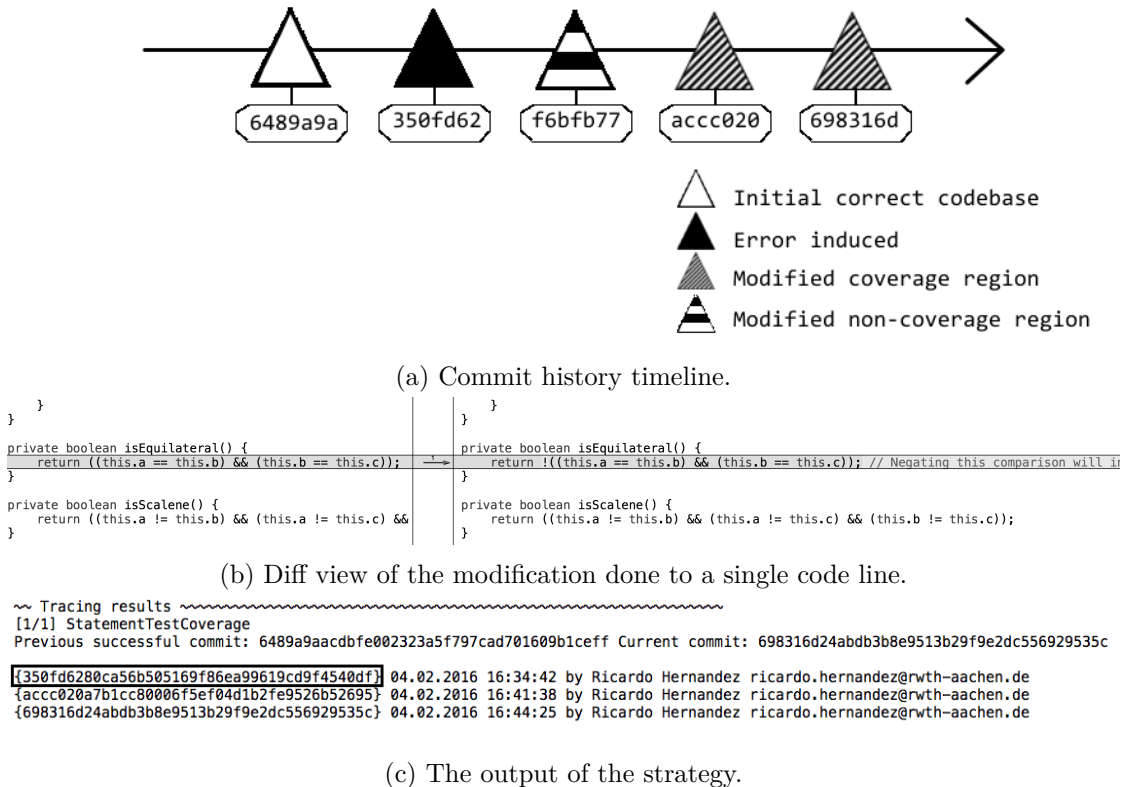 6489a9a 350fd62 f6bfb77 accc020 698316d
Initial correct codebase
Error induced
Modified coverage region
Modified non-coverage region
(a) Commit history timeline.
} }
} }
private boolean isEquilateral() { private boolean isEquilateral() {
return ((this.a == this.b) && (this.b == this.c)); 1 return !((this.a == this.b) && (this.b == this.c)); // Negating this comparison will
} }
private boolean isScalene() { private boolean isScalene() {
return ((this.a != this.b) && (this.a != this.c) && return ((this.a != this.b) && (this.a != this.c) && (this.b != this.c));
} }
(b) Diff view of the modification done to a single code line.
~~ Tracing results ~~~~~~~~~~~~~~~~~~~~~~~~~~~~~~~~~~~~~~~~~~~~~~~~~~~~~~~~~~~~~~~~~
[1/1] StatementTestCoverage
Previous successful commit: 6489a9aacdbfe002323a5f797cad701609b1ceff Current commit: 698316d24abdb3b8e9513b29f9e2dc556929535c
{350fd6280ca56b505169f86ea99619cd9f4540df} 04.02.2016 16:34:42 by Ricardo Hernandez ricardo.hernandez@rwth-aachen.de
{accc020a7b1cc80006f5ef04d1b2fe9526b52695} 04.02.2016 16:41:38 by Ricardo Hernandez ricardo.hernandez@rwth-aachen.de
{698316d24abdb3b8e9513b29f9e2dc556929535c} 04.02.2016 16:44:25 by Ricardo Hernandez ricardo.hernandez@rwth-aachen.de
(c) The output of the strategy.